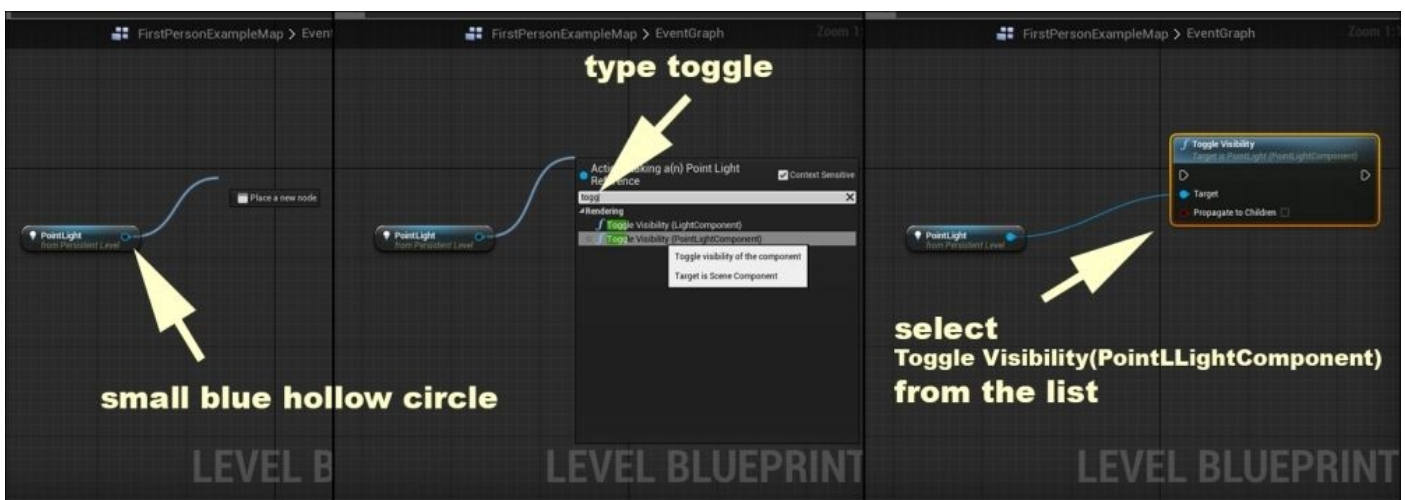 FirstPersonExampleMap > Event
Place a new node.
PointLight
from Persistent Level
small blue hollow circle
LEVEL B
FirstPersonExampleMap > EventGraph
Zoom 1:
type toggle
Context Sensitive
togg
Rendering
Toggle Visibility (LightComponent)
Toggle Visibility (PointLightComponent)
Toggle visibility of the component
Target is Scene Component
PointLight
from Persistent Level
LEVEL BLUEPRINT
FirstPersonExampleMap > EventGraph
Zoom 1:1
Toggle Visibility
Target is PointLight (PointLightComponent)
Target
Propagate to Children
PointLight
from Persistent Level
select
Toggle Visibility(PointLLightComponent)
from the list
LEVEL BLUEPRINT